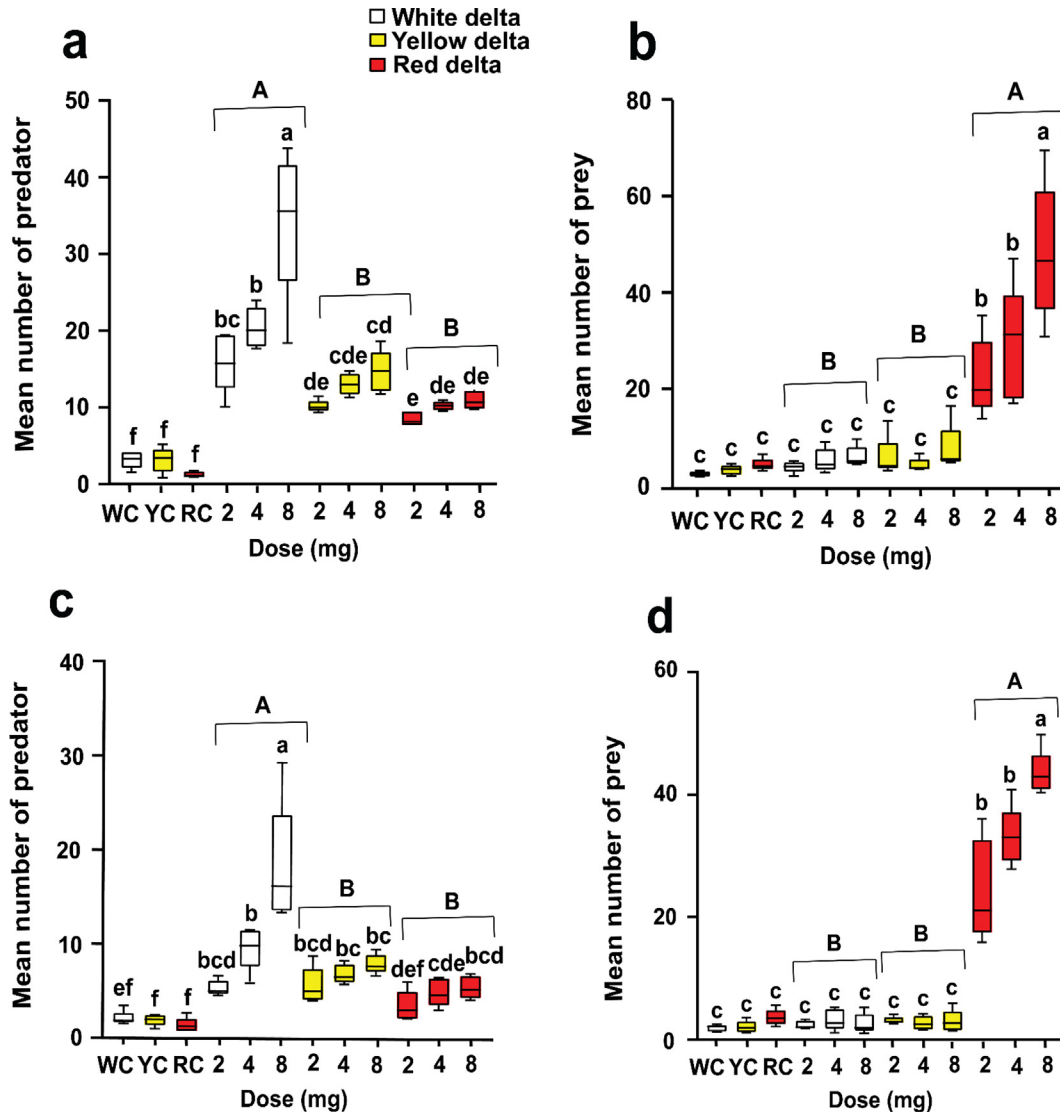 White delta
Yellow delta
Red delta
a
Mean number of predator
50
40
30
20
10
0
A
B
B
f
f
f
bc
b
a
de
cde
cd
e
de
de
WC YC RC 2 4 8 2 4 8 2 4 8
Dose (mg)
b
Mean number of prey
80
60
40
20
0
B
B
A
c
c
c
c
c
c
c
c
c
b
b
a
WC YC RC 2 4 8 2 4 8 2 4 8
Dose (mg)
c
Mean number of predator
40
30
20
10
0
A
B
B
ef
f
f
bcd
b
a
bcd
bc
bc
def
cde
bcd
WC YC RC 2 4 8 2 4 8 2 4 8
Dose (mg)
d
Mean number of prey
60
40
20
0
B
B
A
c
c
c
c
c
c
c
c
c
b
b
a
WC YC RC 2 4 8 2 4 8 2 4 8
Dose (mg)